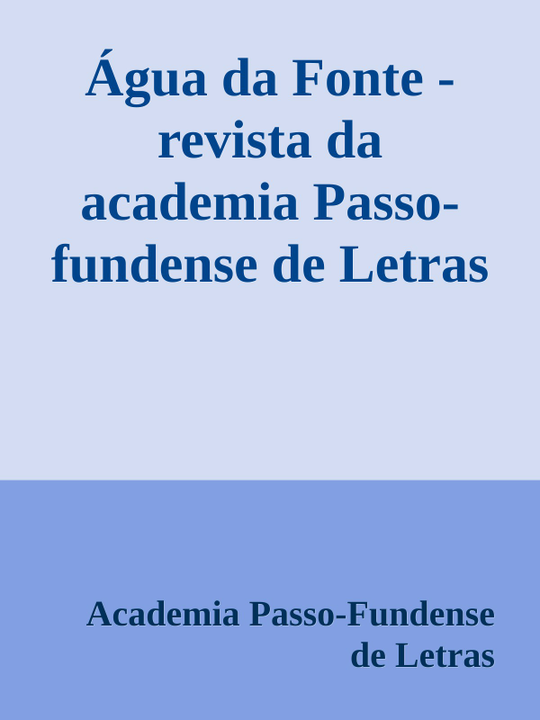 Água da Fonte -
revista da
academia Passo-
fundense de Letras
Academia Passo-Fundense
de Letras